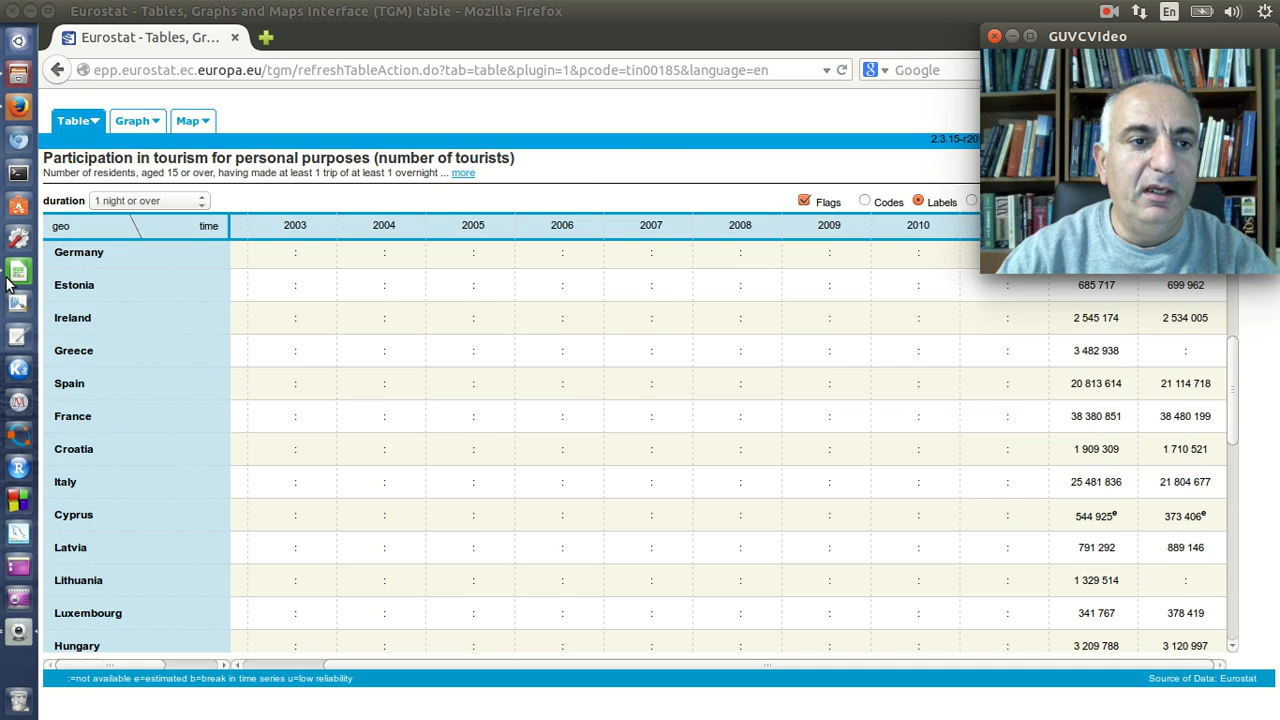 Eurostat - Tables, Graphs and Maps Interface (TGM) table - Mozilla Firefox
En
Eurostat - Tables, Gr...
GUVCVIdeo
epp.eurostat.ec.europa.eu/tgm/refreshTableAction.do?tab=table&plugin=1&pcode=tin00185&language=en
Google
Table Graph Map
2.3.15-r20
Participation in tourism for personal purposes (number of tourists)
Number of residents, aged 15 or over, having made at least 1 trip of at least 1 overnight ... more
duration 1 night or over Flags Codes Labels
geo time 2003 2004 2005 2006 2007 2008 2009 2010
Germany : : : : : : : : :
Estonia : : : : : : : : : 685 717 699 962
Ireland : : : : : : : : : 2 545 174 2 534 005
Greece : : : : : : : : : 3 482 938 :
Spain : : : : : : : : : 20 813 614 21 114 718
France : : : : : : : : : 38 380 851 38 480 199
Croatia : : : : : : : : : 1 909 309 1 710 521
Italy : : : : : : : : : 25 481 836 21 804 677
Cyprus : : : : : : : : : 544 925e 373 406e
Latvia : : : : : : : : : 791 292 889 146
Lithuania : : : : : : : : : 1 329 514 :
Luxembourg : : : : : : : : : 341 767 378 419
Hungary : : : : : : : : : 3 209 788 3 120 997
:=not available e=estimated b=break in time series u=low reliability
Source of Data: Eurostat